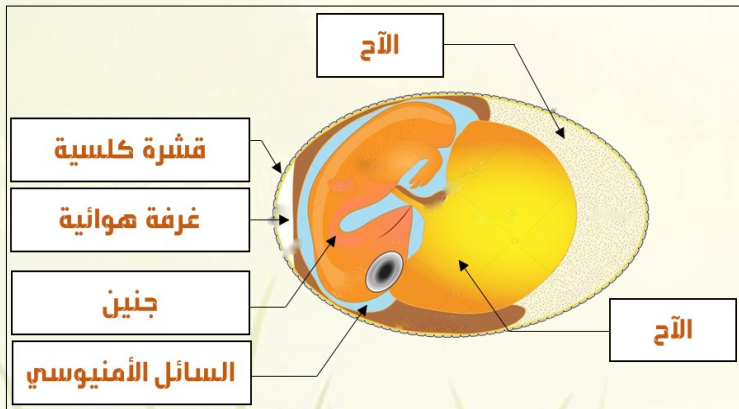 الآح
قشرة كلسية
غرفة هوائية
جنين
السائل الأمنيوسي
الآح